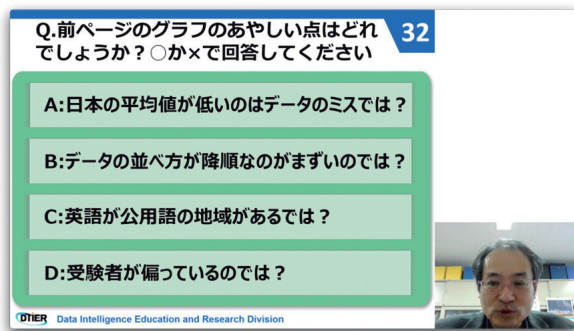 Q.前ページのグラフのあやしい点はどれ
でしょうか？○か×で回答してください
32
A:日本の平均値が低いのはデータのミスでは？
B:データの並べ方が降順なのがまずいのでは？
C:英語が公用語の地域があるでは？
D:受験者が偏っているのでは？
DTIER Data Intelligence Education and Research Division